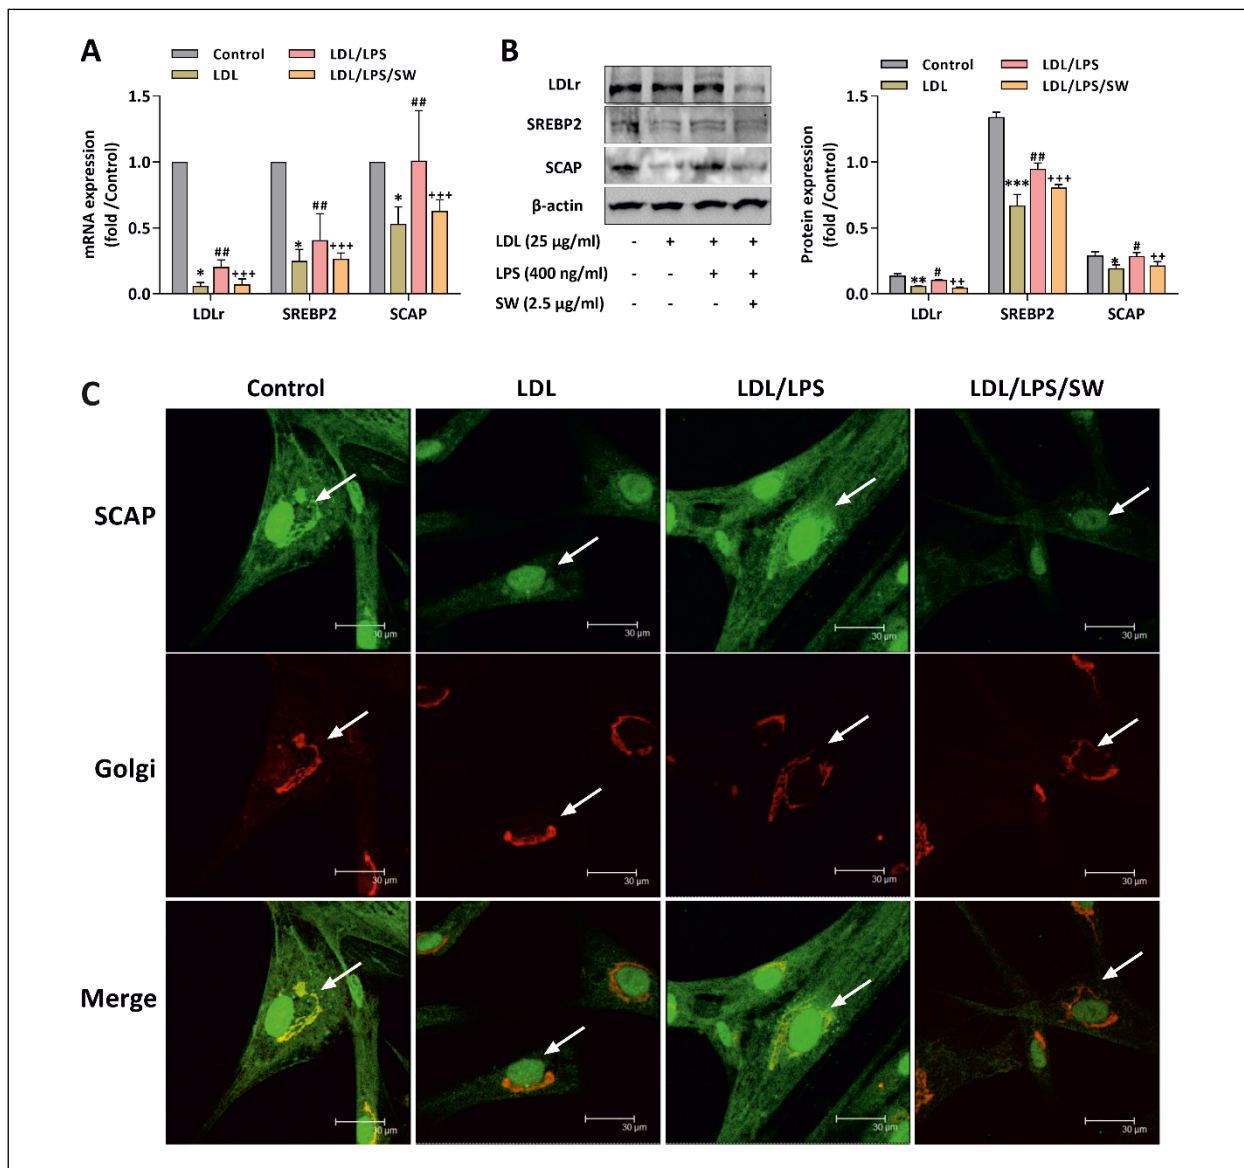 A
Control
LDL/LPS
LDL
LDL/LPS/SW
mRNA expression
(fold /Control)
1.5
1.0
0.5
0.0
*
##
+++
*
##
+++
*
##
+++
LDLr
SREBP2
SCAP
B
LDLr
SREBP2
SCAP
β-actin
LDL (25 µg/ml) - + + +
LPS (400 ng/ml) - + +
SW (2.5 µg/ml) - +
Control
LDL/LPS
LDL
LDL/LPS/SW
Protein expression
(fold /Control)
1.5
1.0
0.5
0.0
**
#
++
***
##
+++
*
#
++
LDLr
SREBP2
SCAP
C
Control
LDL
LDL/LPS
LDL/LPS/SW
SCAP
30 µm
30 µm
30 µm
30 µm
Golgi
30 µm
30 µm
30 µm
30 µm
Merge
30 µm
30 µm
30 µm
30 µm